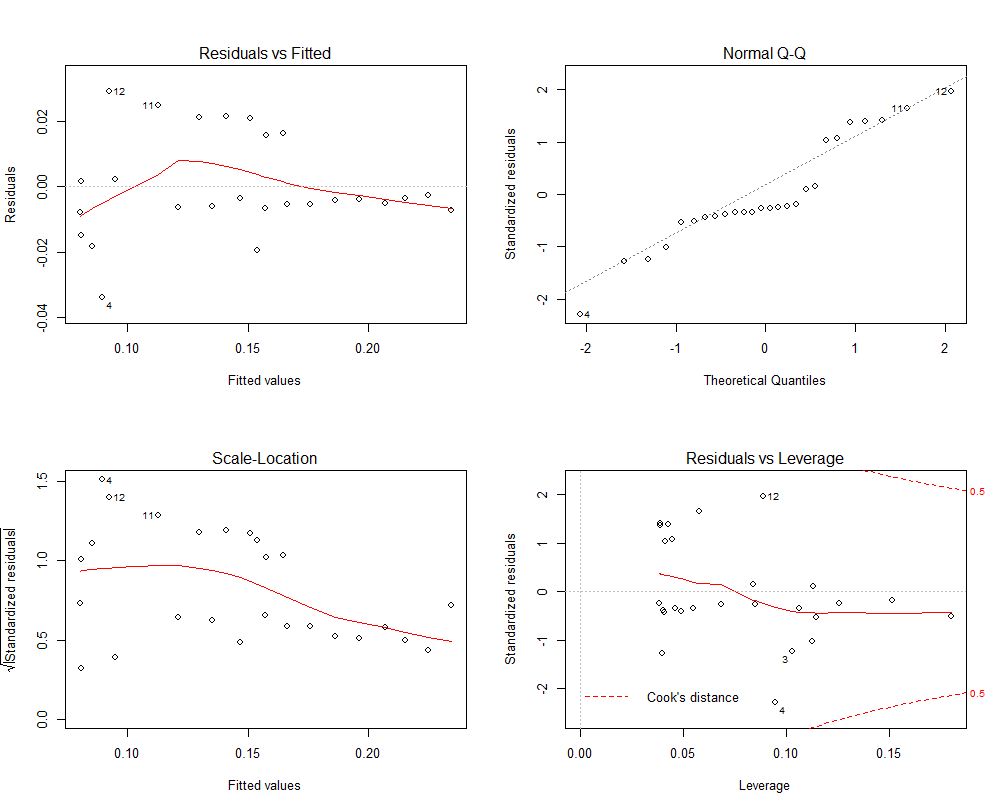 Residuals vs Fitted
Residuals
-0.04 -0.02 0.00 0.02
12
11
4
0.10 0.15 0.20
Fitted values
Normal Q-Q
Standardized residuals
-2 -1 0 1 2
12
11
4
-2 -1 0 1 2
Theoretical Quantiles
Scale-Location
√|Standardized residuals|
0.0 0.5 1.0 1.5
4
12
11
0.10 0.15 0.20
Fitted values
Residuals vs Leverage
Standardized residuals
-2 -1 0 1 2
12
0.5
3
4
0.5
Cook's distance
0.00 0.05 0.10 0.15
Leverage